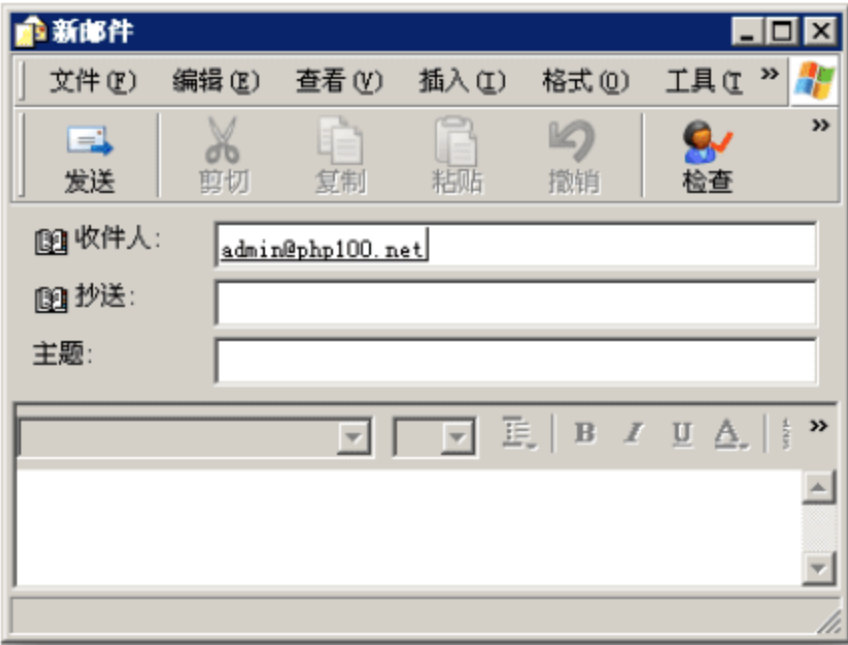 新邮件
文件(F) 编辑(E) 查看(V) 插入(I) 格式(O) 工具(T »
发送 剪切 复制 粘贴 撤销 检查 »
收件人: admin@php100.net
抄送:
主题:
B I U A »